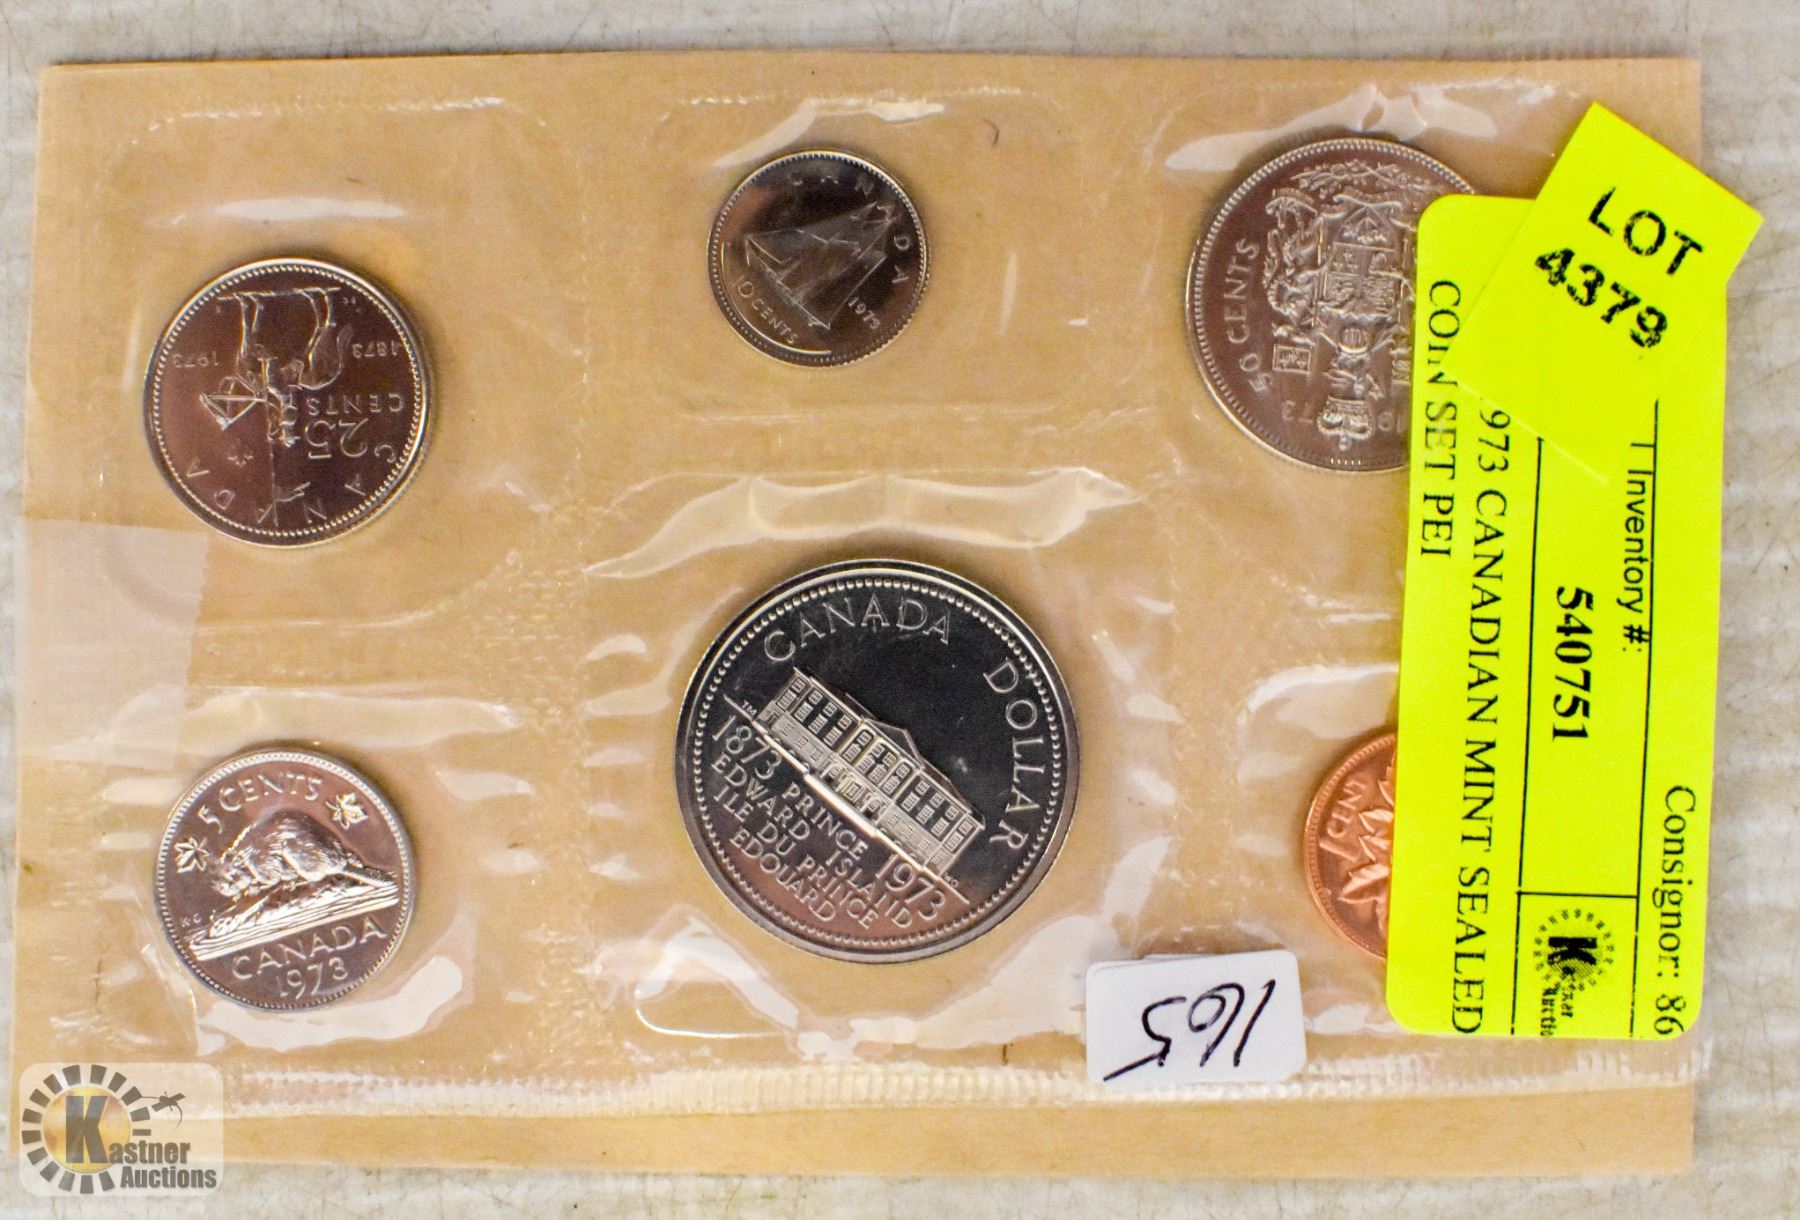 CANADA
10 CENTS
1973
50 CENTS
1873
1973
25
CENTS
CANADA
CANADA DOLLAR
1873 1973
PRINCE
EDWARD ISLAND
ILE DU PRINCE
EDOUARD
5 CENTS
CANADA
1973
CENT
165
LOT
4379
Consignor: 86
Inventory #:
540751
973 CANADIAN MINT SEALED
COIN SET PEI
Kastner
Auctions